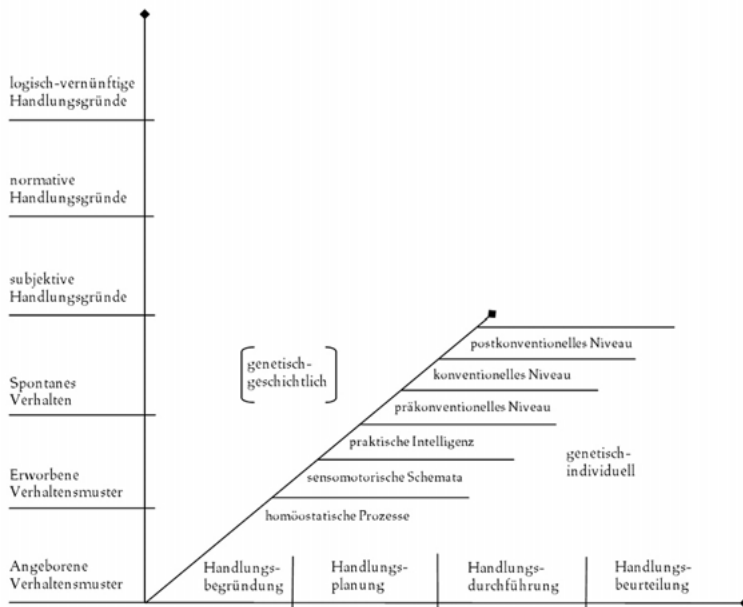 logisch-vernünftige
Handlungsgründe
normative
Handlungsgründe
subjektive
Handlungsgründe
Spontanes
Verhalten
Erworbene
Verhaltensmuster
Angeborene
Verhaltensmuster
genetisch-
geschichtlich
postkonventionelles Niveau
konventionelles Niveau
präkonventionelles Niveau
praktische Intelligenz
sensomotorische Schemata
homöostatische Prozesse
genetisch-
individuell
Handlungs-
begründung
Handlungs-
planung
Handlungs-
durchführung
Handlungs-
beurteilung